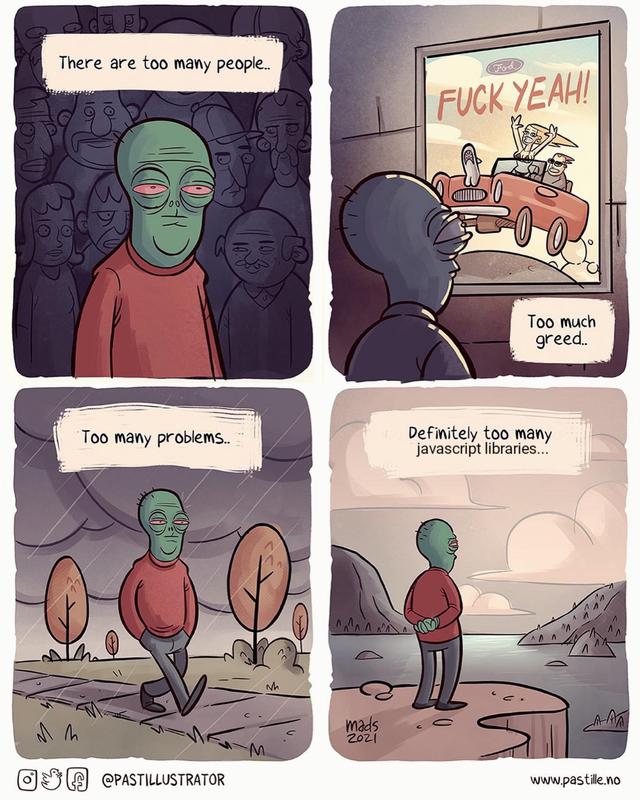 There are too many people..
Ford
FUCK YEAH!
Too much
greed..
Too many problems..
Definitely too many
javascript libraries...
mads
2021
@PASTILLUSTRATOR
www.pastille.no